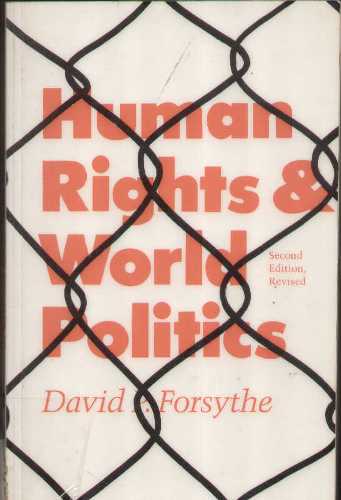 Human
Rights &
World
Politics
Second
Edition,
Revised
David P. Forsythe